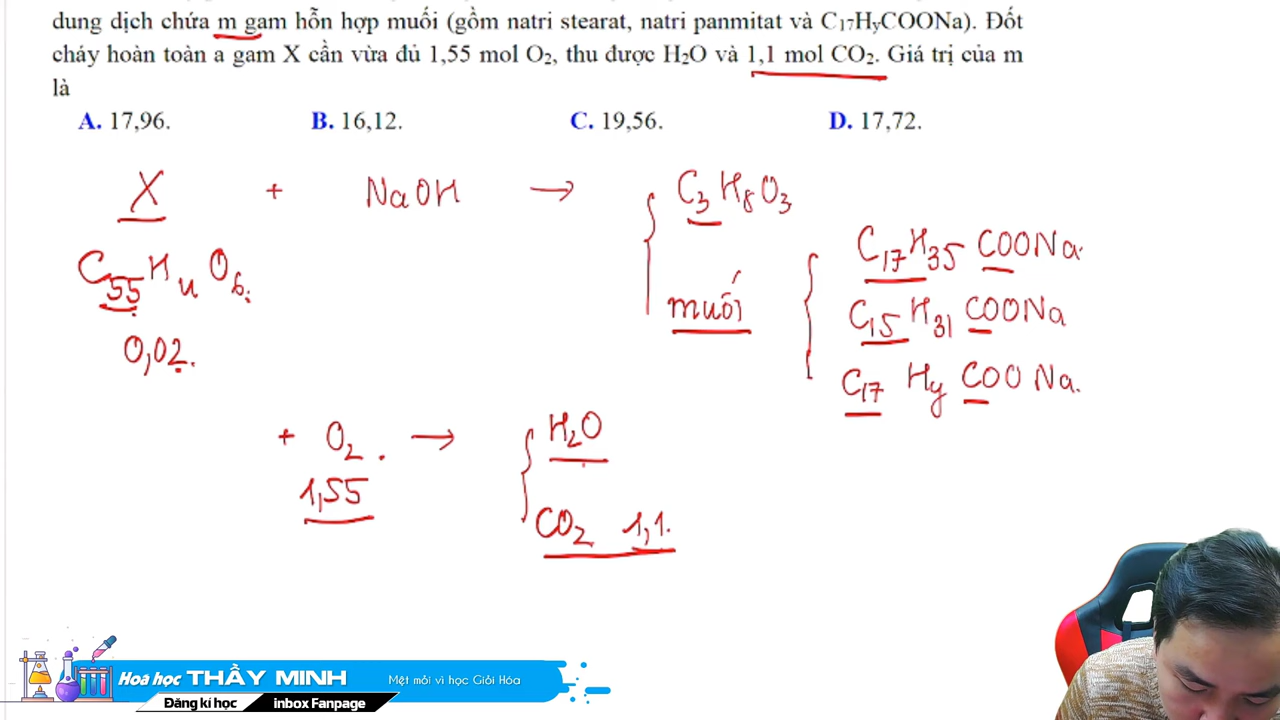 dung dịch chứa m gam hỗn hợp muối (gồm natri stearat, natri panmitat và C₁₇HyCOONa). Đốt
cháy hoàn toàn a gam X cần vừa đủ 1,55 mol O₂, thu được H₂O và 1,1 mol CO₂. Giá trị của m
là
A. 17,96. B. 16,12. C. 19,56. D. 17,72.
X + NaOH → C₃H₈O₃
C₁₇H₃₅COONa.
C₅₅HᵤO₆.
muối
C₁₅H₃₁COONa
0,02.
C₁₇HyCOONa.
+ O₂. → H₂O
1,55
CO₂ 1,1.
Hoá học THẦY MINH
Mệt mỏi vì học Giỏi Hóa
Đăng kí học
inbox Fanpage